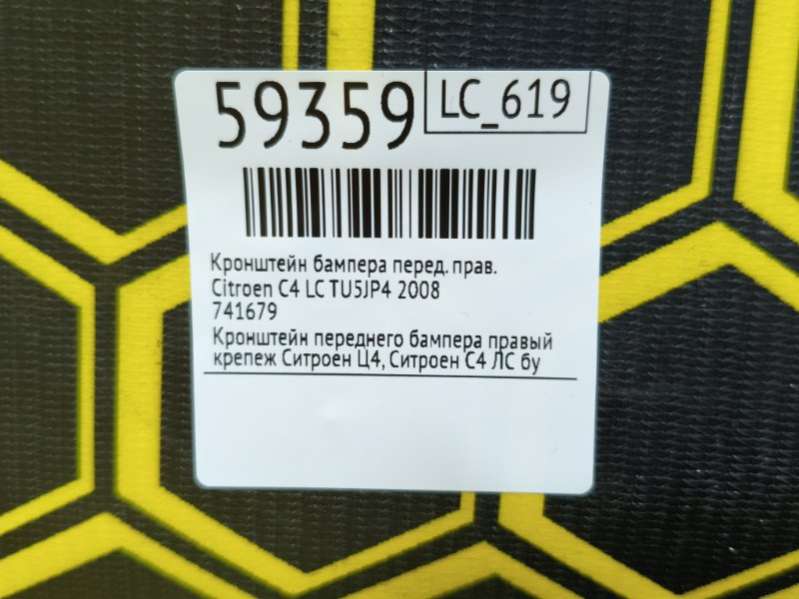 59359 LC_619
Кронштейн бампера перед. прав.
Citroen C4 LC TU5JP4 2008
741679
Кронштейн переднего бампера правый
крепеж Ситроен Ц4, Ситроен С4 ЛС бу